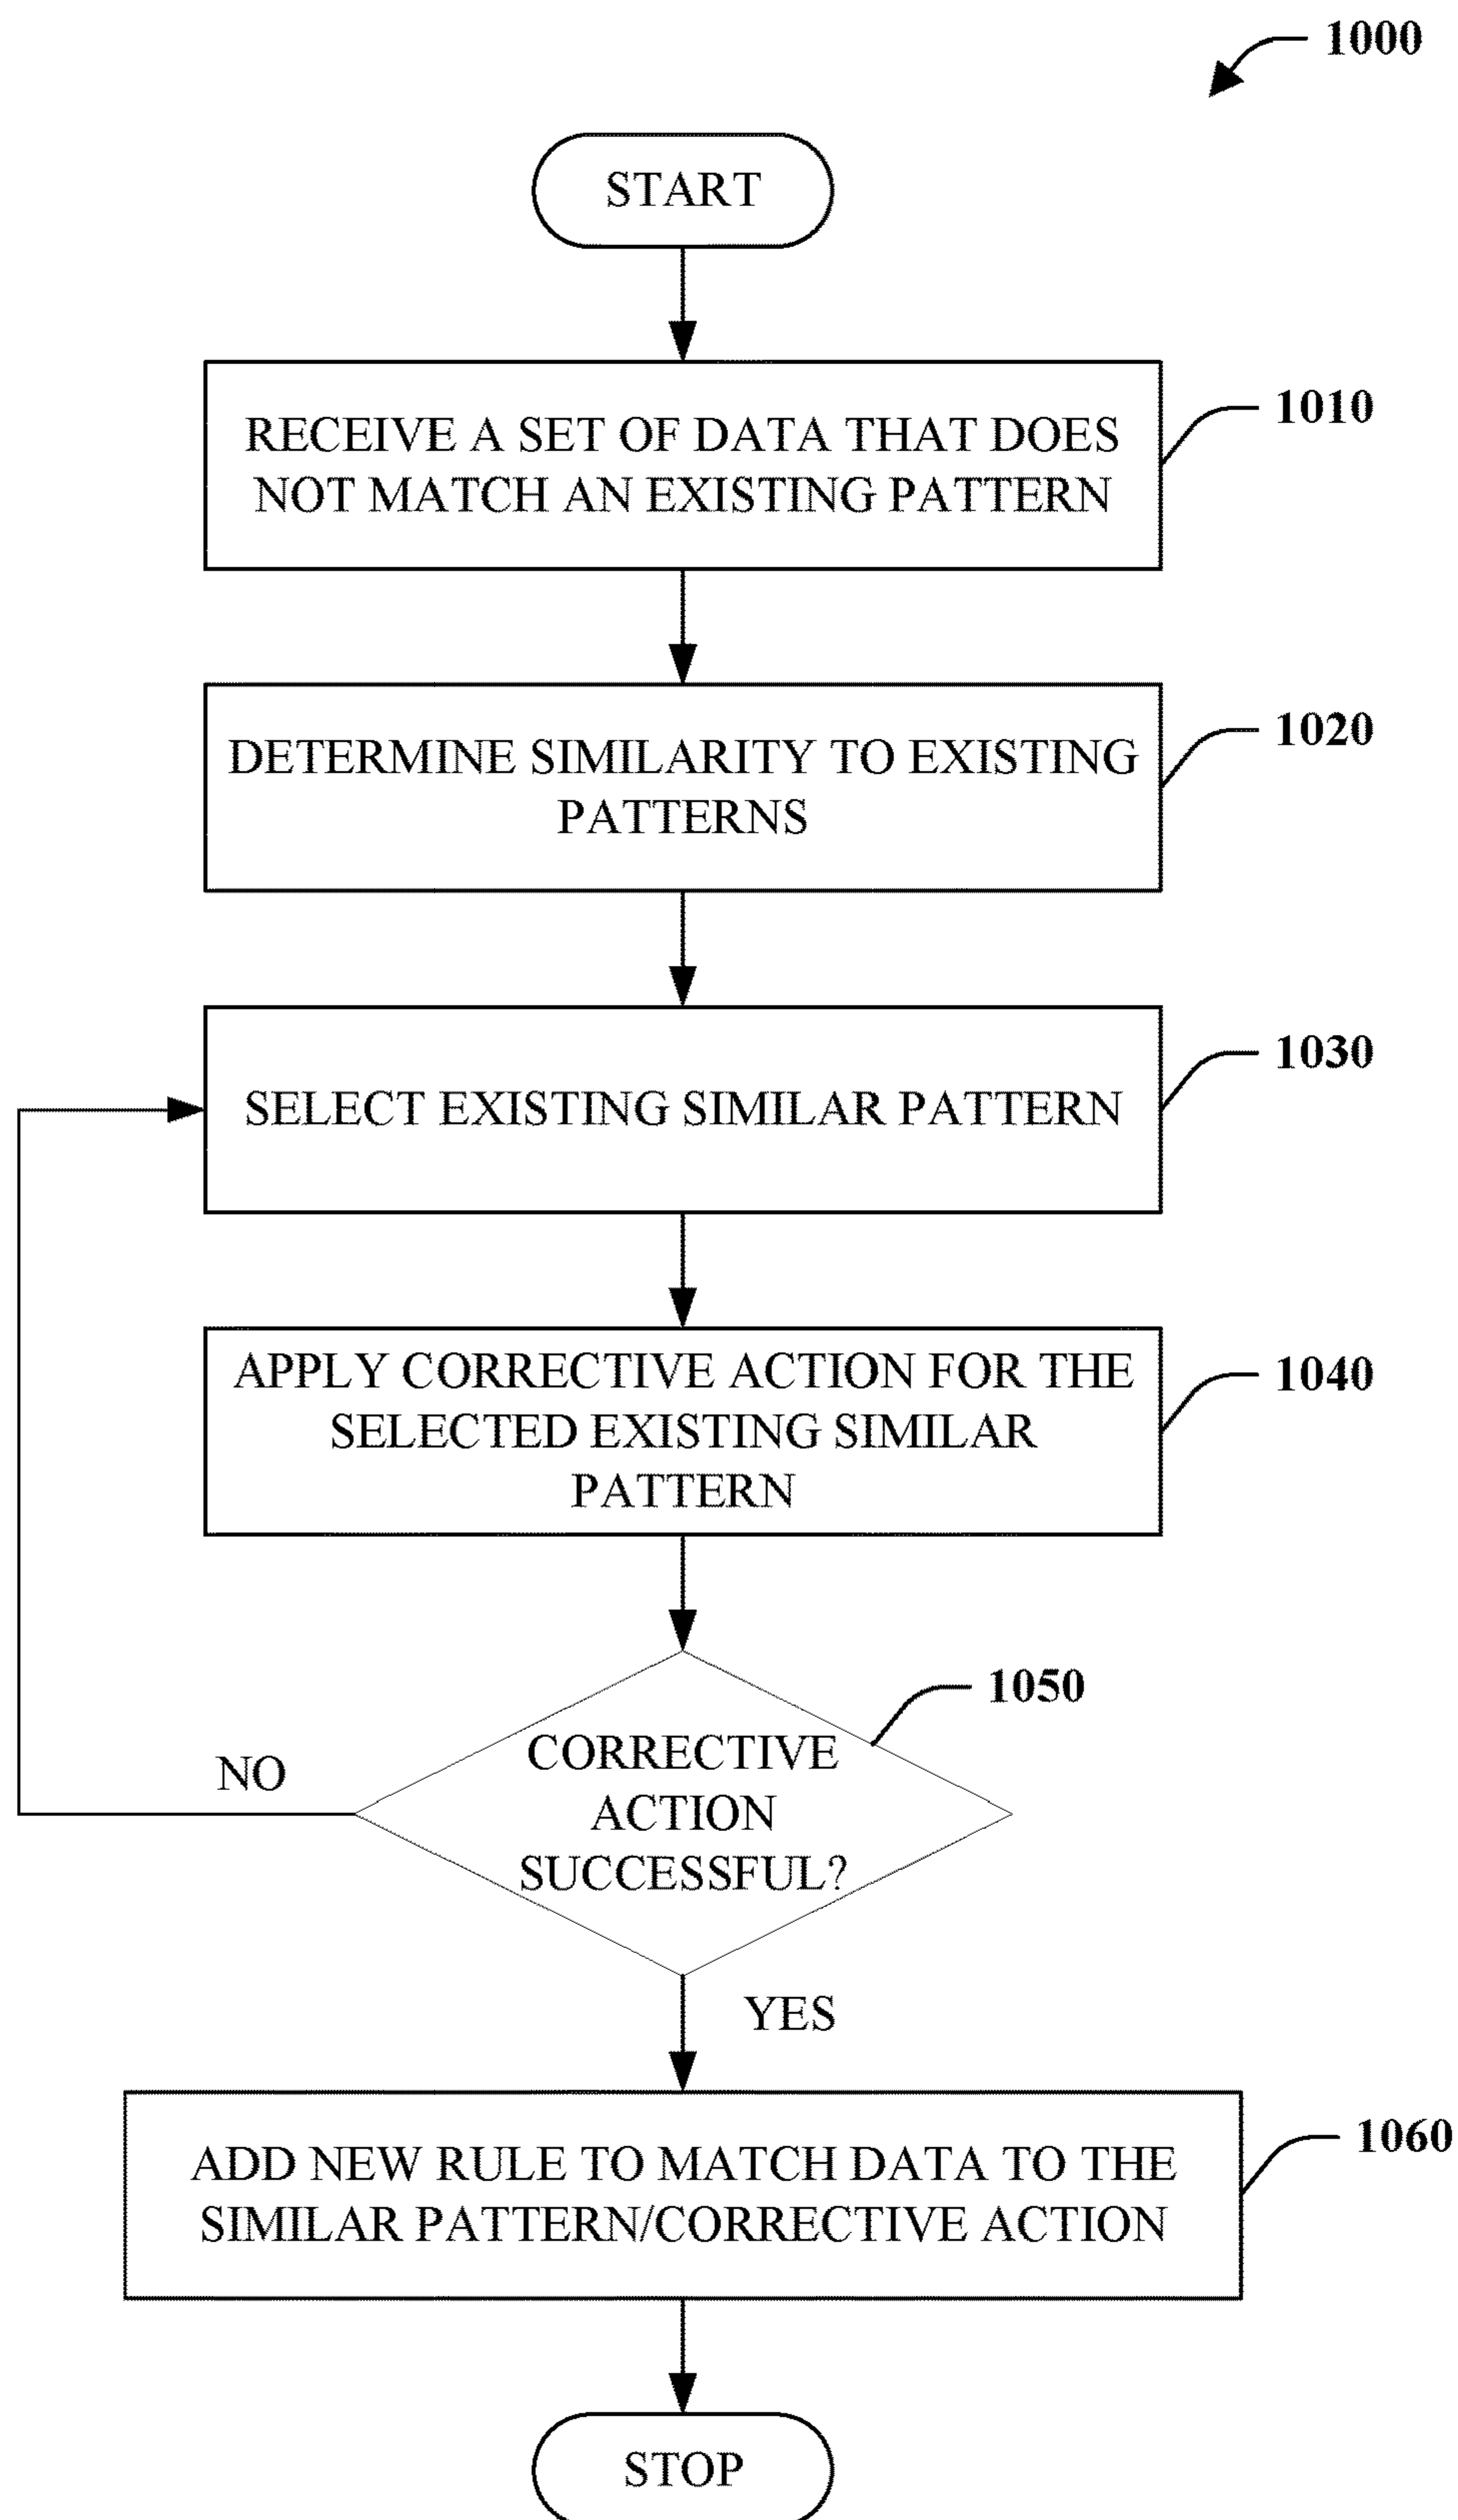 1000
START
RECEIVE A SET OF DATA THAT DOES
NOT MATCH AN EXISTING PATTERN
1010
DETERMINE SIMILARITY TO EXISTING
PATTERNS
1020
SELECT EXISTING SIMILAR PATTERN
1030
APPLY CORRECTIVE ACTION FOR THE
SELECTED EXISTING SIMILAR
PATTERN
1040
CORRECTIVE
ACTION
SUCCESSFUL?
1050
NO
YES
ADD NEW RULE TO MATCH DATA TO THE
SIMILAR PATTERN/CORRECTIVE ACTION
1060
STOP